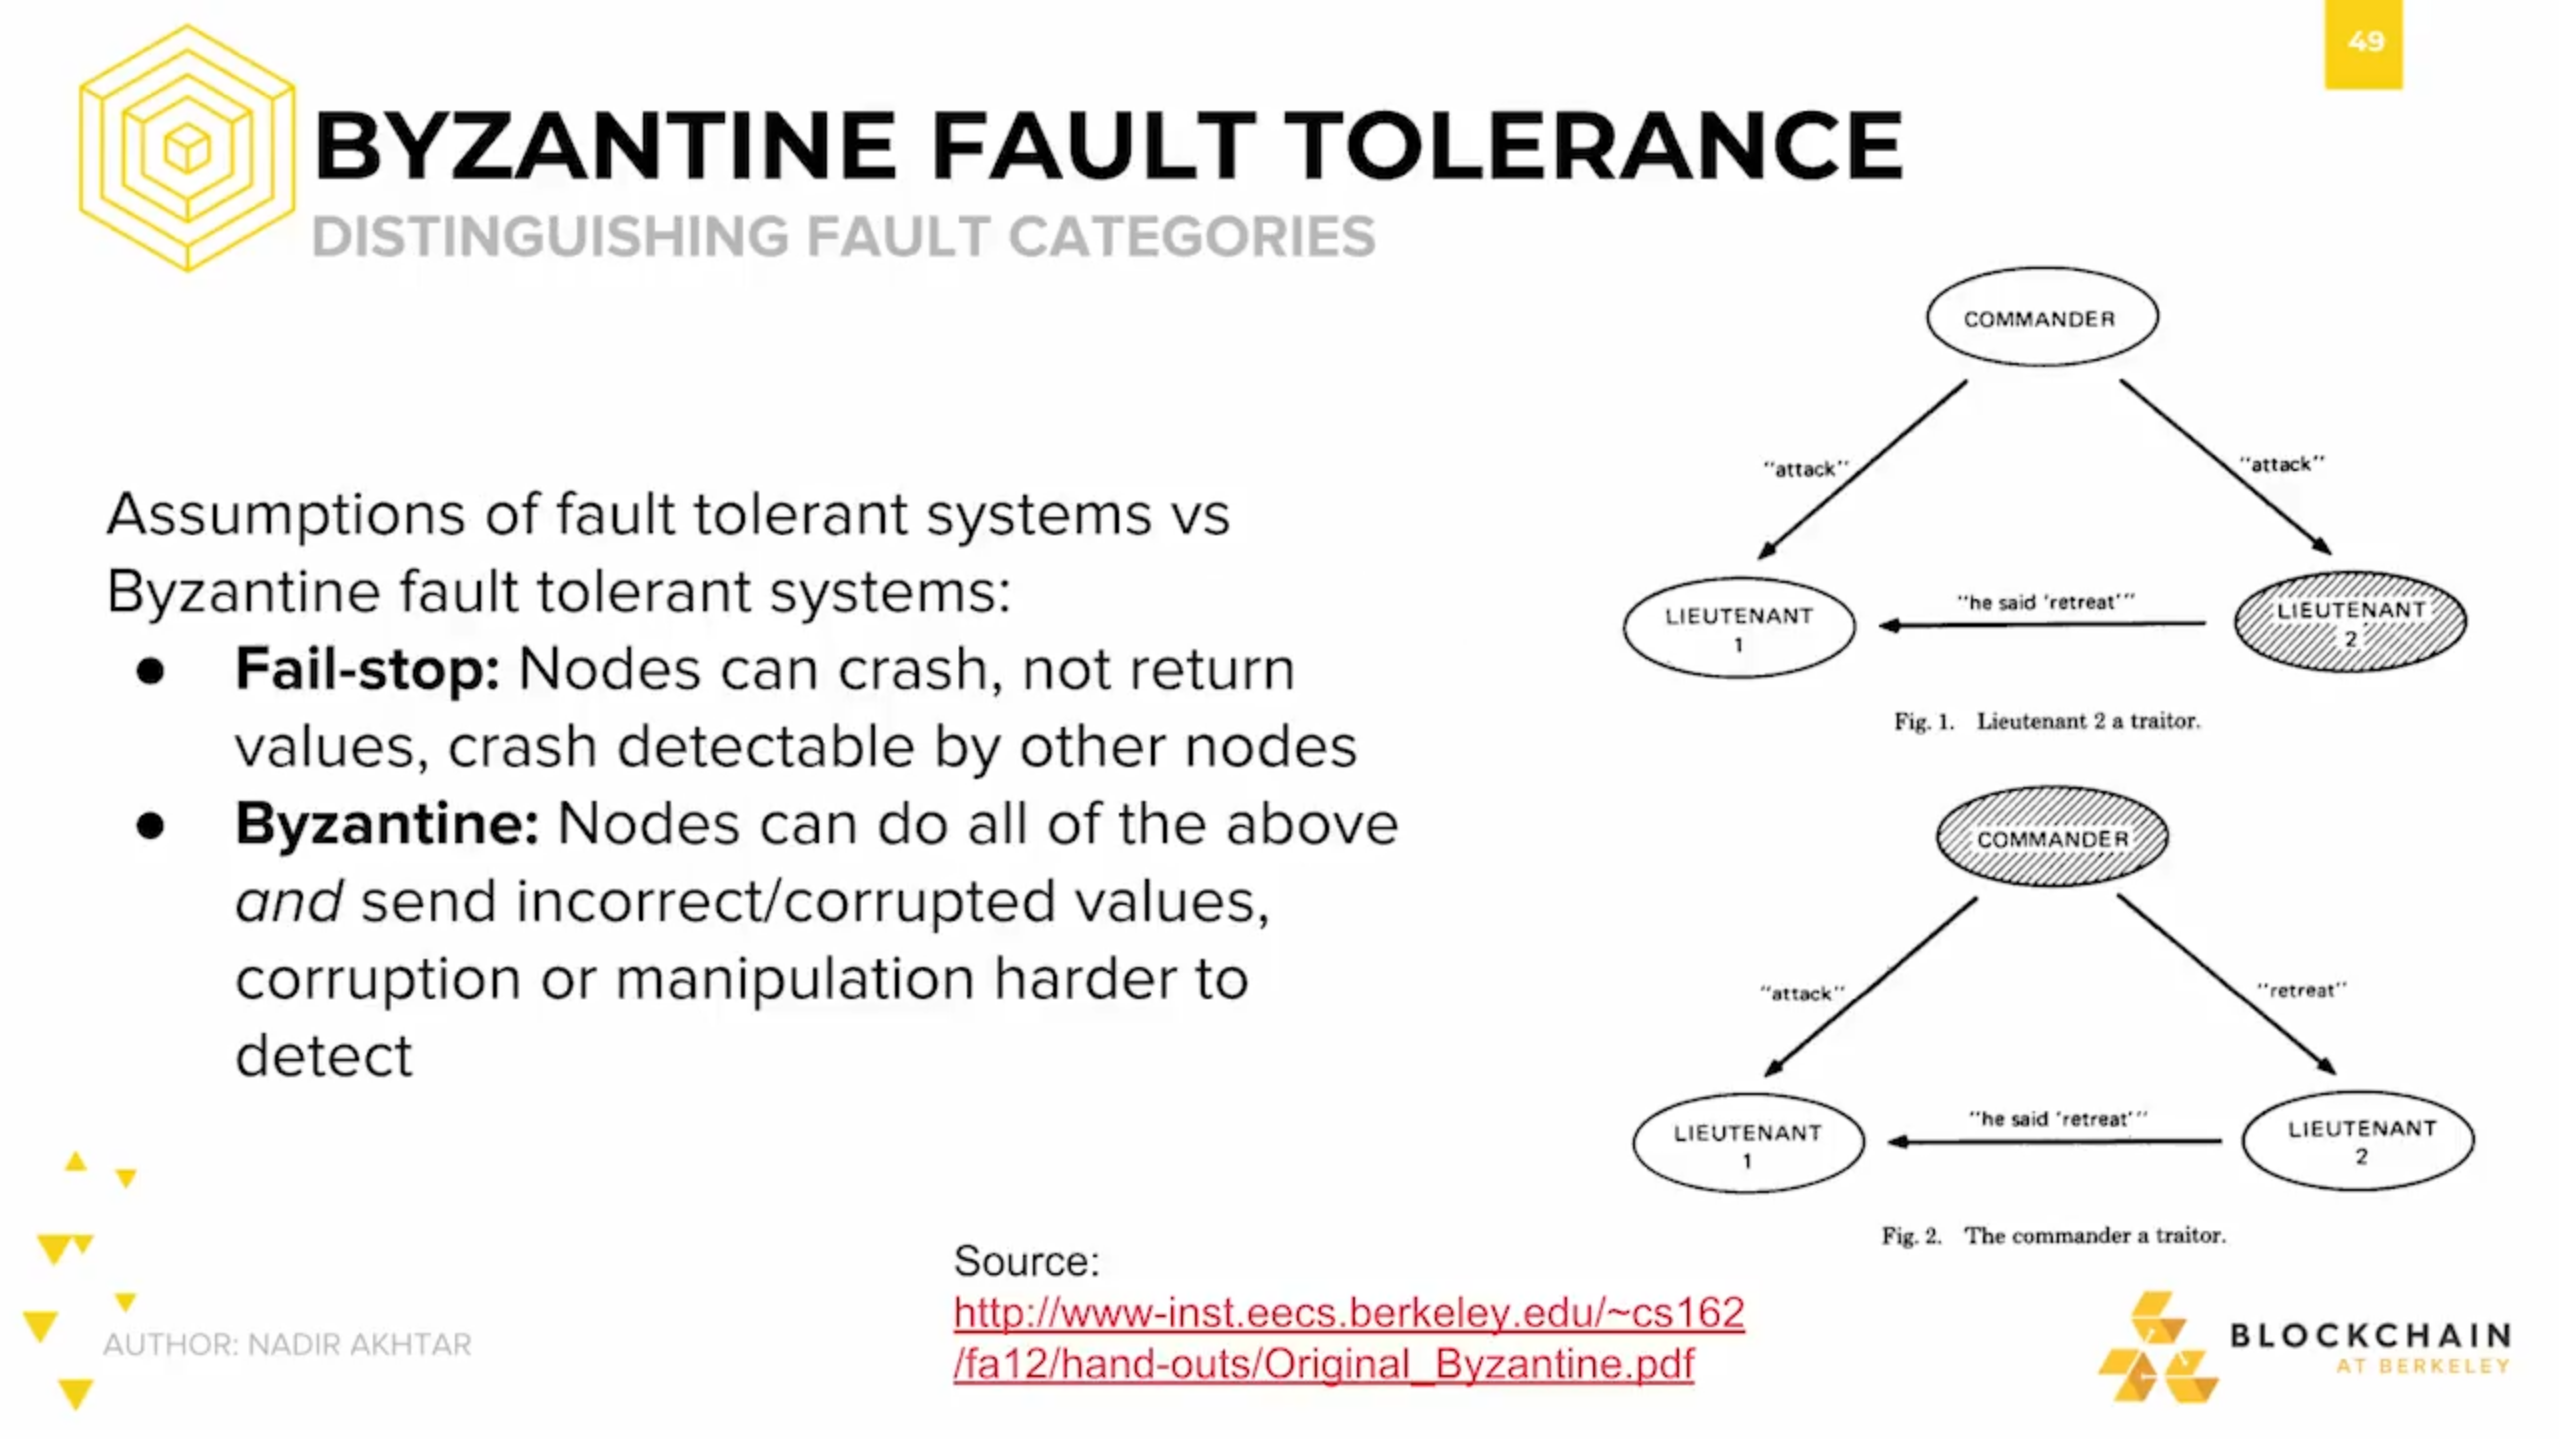 49
BYZANTINE FAULT TOLERANCE
DISTINGUISHING FAULT CATEGORIES
Assumptions of fault tolerant systems vs
Byzantine fault tolerant systems:
● Fail-stop: Nodes can crash, not return
values, crash detectable by other nodes
● Byzantine: Nodes can do all of the above
and send incorrect/corrupted values,
corruption or manipulation harder to
detect
COMMANDER
"attack"
"attack"
LIEUTENANT
1
"he said 'retreat'"
LIEUTENANT
2
Fig. 1. Lieutenant 2 a traitor.
COMMANDER
"attack"
"retreat"
LIEUTENANT
1
"he said 'retreat'"
LIEUTENANT
2
Fig. 2. The commander a traitor.
Source:
http://www-inst.eecs.berkeley.edu/~cs162
/fa12/hand-outs/Original_Byzantine.pdf
AUTHOR: NADIR AKHTAR
BLOCKCHAIN
AT BERKELEY